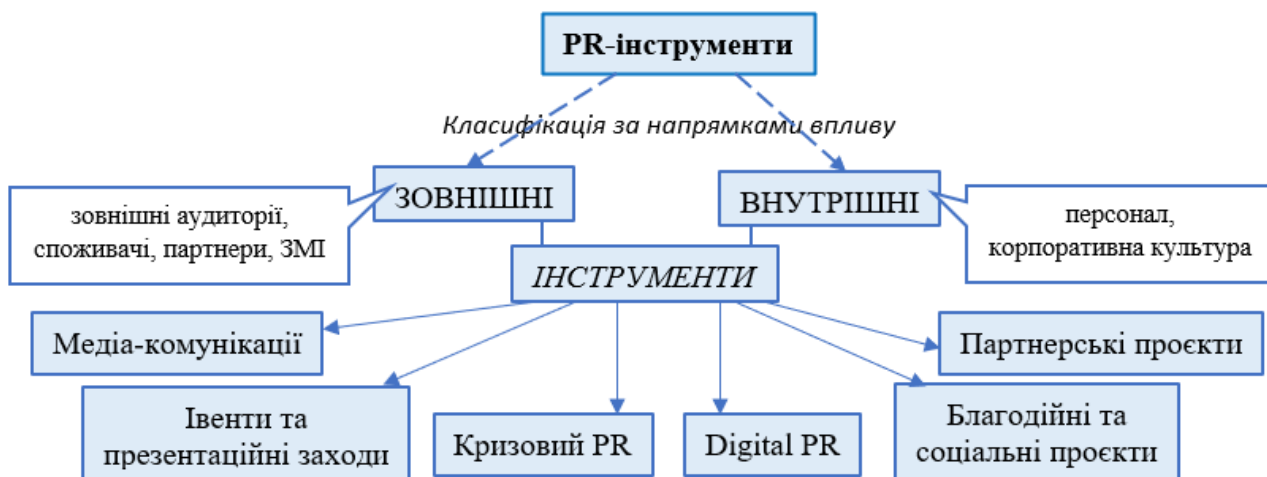 PR-інструменти
Класифікація за напрямками впливу
ЗОВНІШНІ
ВНУТРІШНІ
зовнішні аудиторії,
споживачі, партнери, ЗМІ
персонал,
корпоративна культура
ІНСТРУМЕНТИ
Медіа-комунікації
Партнерські проєкти
Івенти та
презентаційні заходи
Кризовий PR
Digital PR
Благодійні та
соціальні проєкти